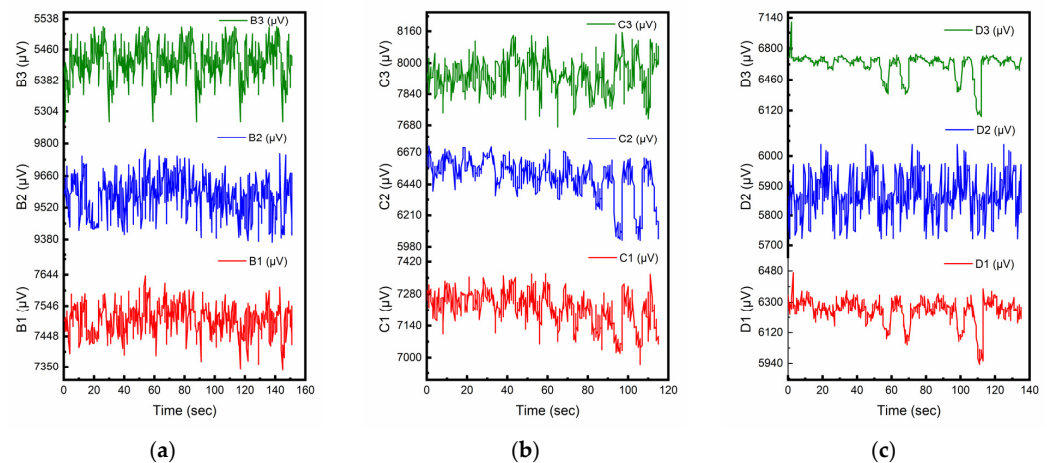 B3 (µV)
5538
5460
5382
5304
B3 (µV)
B2 (µV)
9800
9660
9520
9380
B2 (µV)
B1 (µV)
7644
7546
7448
7350
B1 (µV)
0 20 40 60 80 100 120 140 160
Time (sec)
(a)
C3 (µV)
8160
8000
7840
7680
C3 (µV)
C2 (µV)
6670
6440
6210
5980
C2 (µV)
C1 (µV)
7420
7280
7140
7000
C1 (µV)
0 20 40 60 80 100 120
Time (sec)
(b)
D3 (µV)
7140
6800
6460
6120
D3 (µV)
D2 (µV)
6000
5900
5800
5700
D2 (µV)
D1 (µV)
6480
6300
6120
5940
D1 (µV)
0 20 40 60 80 100 120 140
Time (sec)
(c)